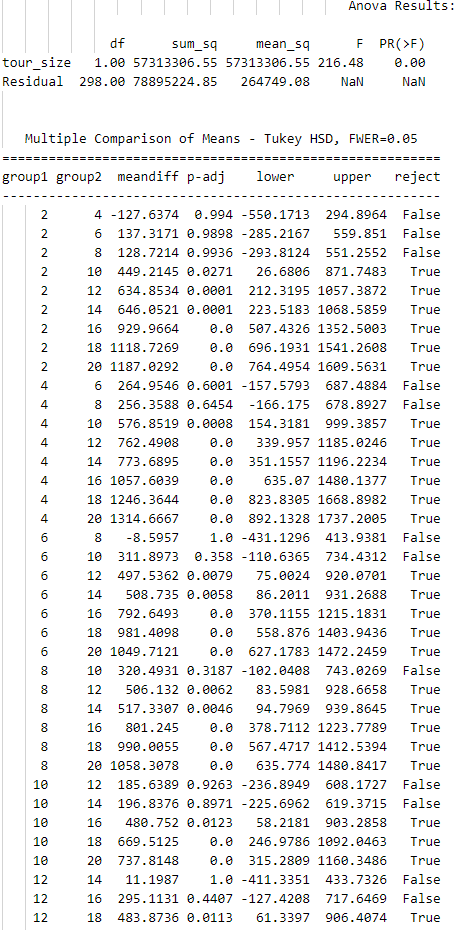 Anova Results:
df sum_sq mean_sq F PR(>F)
tour_size 1.00 57313306.55 57313306.55 216.48 0.00
Residual 298.00 78895224.85 264749.08 NaN NaN
Multiple Comparison of Means - Tukey HSD, FWER=0.05
=======================================================
group1 group2 meandiff p-adj lower upper reject
-------------------------------------------------------
2 4 -127.6374 0.994 -550.1713 294.8964 False
2 6 137.3171 0.9898 -285.2167 559.851 False
2 8 128.7214 0.9936 -293.8124 551.2552 False
2 10 449.2145 0.0271 26.6806 871.7483 True
2 12 634.8534 0.0001 212.3195 1057.3872 True
2 14 646.0521 0.0001 223.5183 1068.5859 True
2 16 929.9664 0.0 507.4326 1352.5003 True
2 18 1118.7269 0.0 696.1931 1541.2608 True
2 20 1187.0292 0.0 764.4954 1609.5631 True
4 6 264.9546 0.6001 -157.5793 687.4884 False
4 8 256.3588 0.6454 -166.175 678.8927 False
4 10 576.8519 0.0008 154.3181 999.3857 True
4 12 762.4908 0.0 339.957 1185.0246 True
4 14 773.6895 0.0 351.1557 1196.2234 True
4 16 1057.6039 0.0 635.07 1480.1377 True
4 18 1246.3644 0.0 823.8305 1668.8982 True
4 20 1314.6667 0.0 892.1328 1737.2005 True
6 8 -8.5957 1.0 -431.1296 413.9381 False
6 10 311.8973 0.358 -110.6365 734.4312 False
6 12 497.5362 0.0079 75.0024 920.0701 True
6 14 508.735 0.0058 86.2011 931.2688 True
6 16 792.6493 0.0 370.1155 1215.1831 True
6 18 981.4098 0.0 558.876 1403.9436 True
6 20 1049.7121 0.0 627.1783 1472.2459 True
8 10 320.4931 0.3187 -102.0408 743.0269 False
8 12 506.132 0.0062 83.5981 928.6658 True
8 14 517.3307 0.0046 94.7969 939.8645 True
8 16 801.245 0.0 378.7112 1223.7789 True
8 18 990.0055 0.0 567.4717 1412.5394 True
8 20 1058.3078 0.0 635.774 1480.8417 True
10 12 185.6389 0.9263 -236.8949 608.1727 False
10 14 196.8376 0.8971 -225.6962 619.3715 False
10 16 480.752 0.0123 58.2181 903.2858 True
10 18 669.5125 0.0 246.9786 1092.0463 True
10 20 737.8148 0.0 315.2809 1160.3486 True
12 14 11.1987 1.0 -411.3351 433.7326 False
12 16 295.1131 0.4407 -127.4208 717.6469 False
12 18 483.8736 0.0113 61.3397 906.4074 True